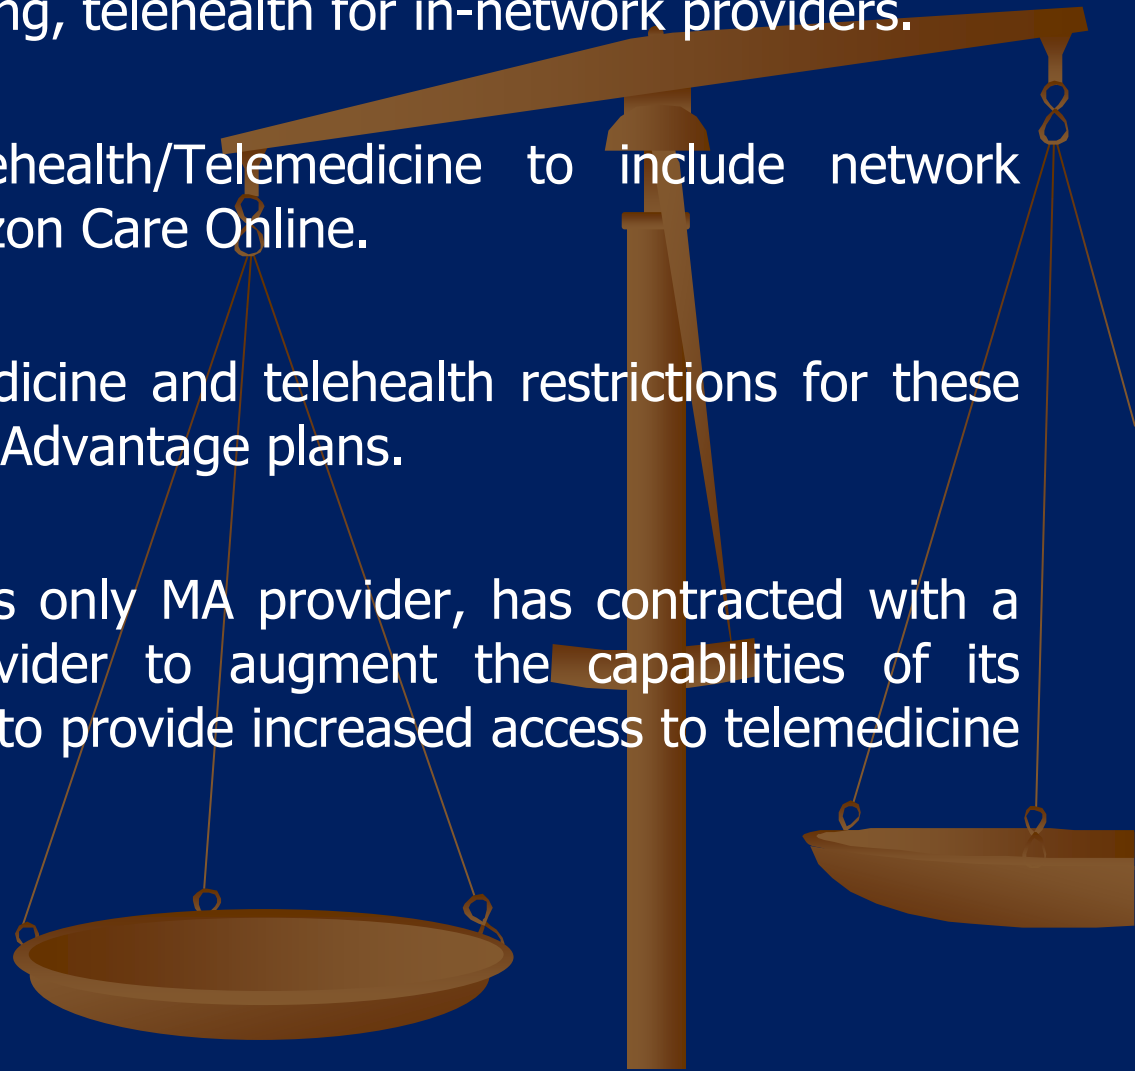 ng, telehealth for in-network providers.
ehealth/Telemedicine to include network
zon Care Online.
dicine and telehealth restrictions for these
Advantage plans.
s only MA provider, has contracted with a
vider to augment the capabilities of its
to provide increased access to telemedicine